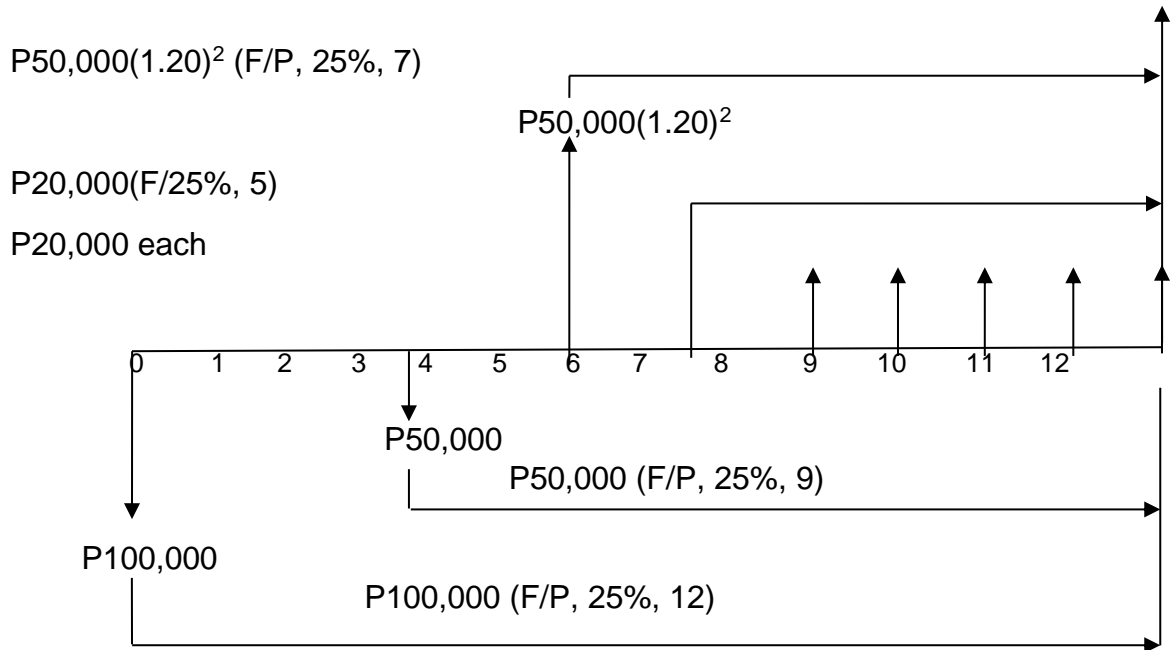 P50,000(1.20)² (F/P, 25%, 7)
P50,000(1.20)²
P20,000(F/25%, 5)
P20,000 each
0 1 2 3 4 5 6 7 8 9 10 11 12
P50,000
P50,000 (F/P, 25%, 9)
P100,000
P100,000 (F/P, 25%, 12)